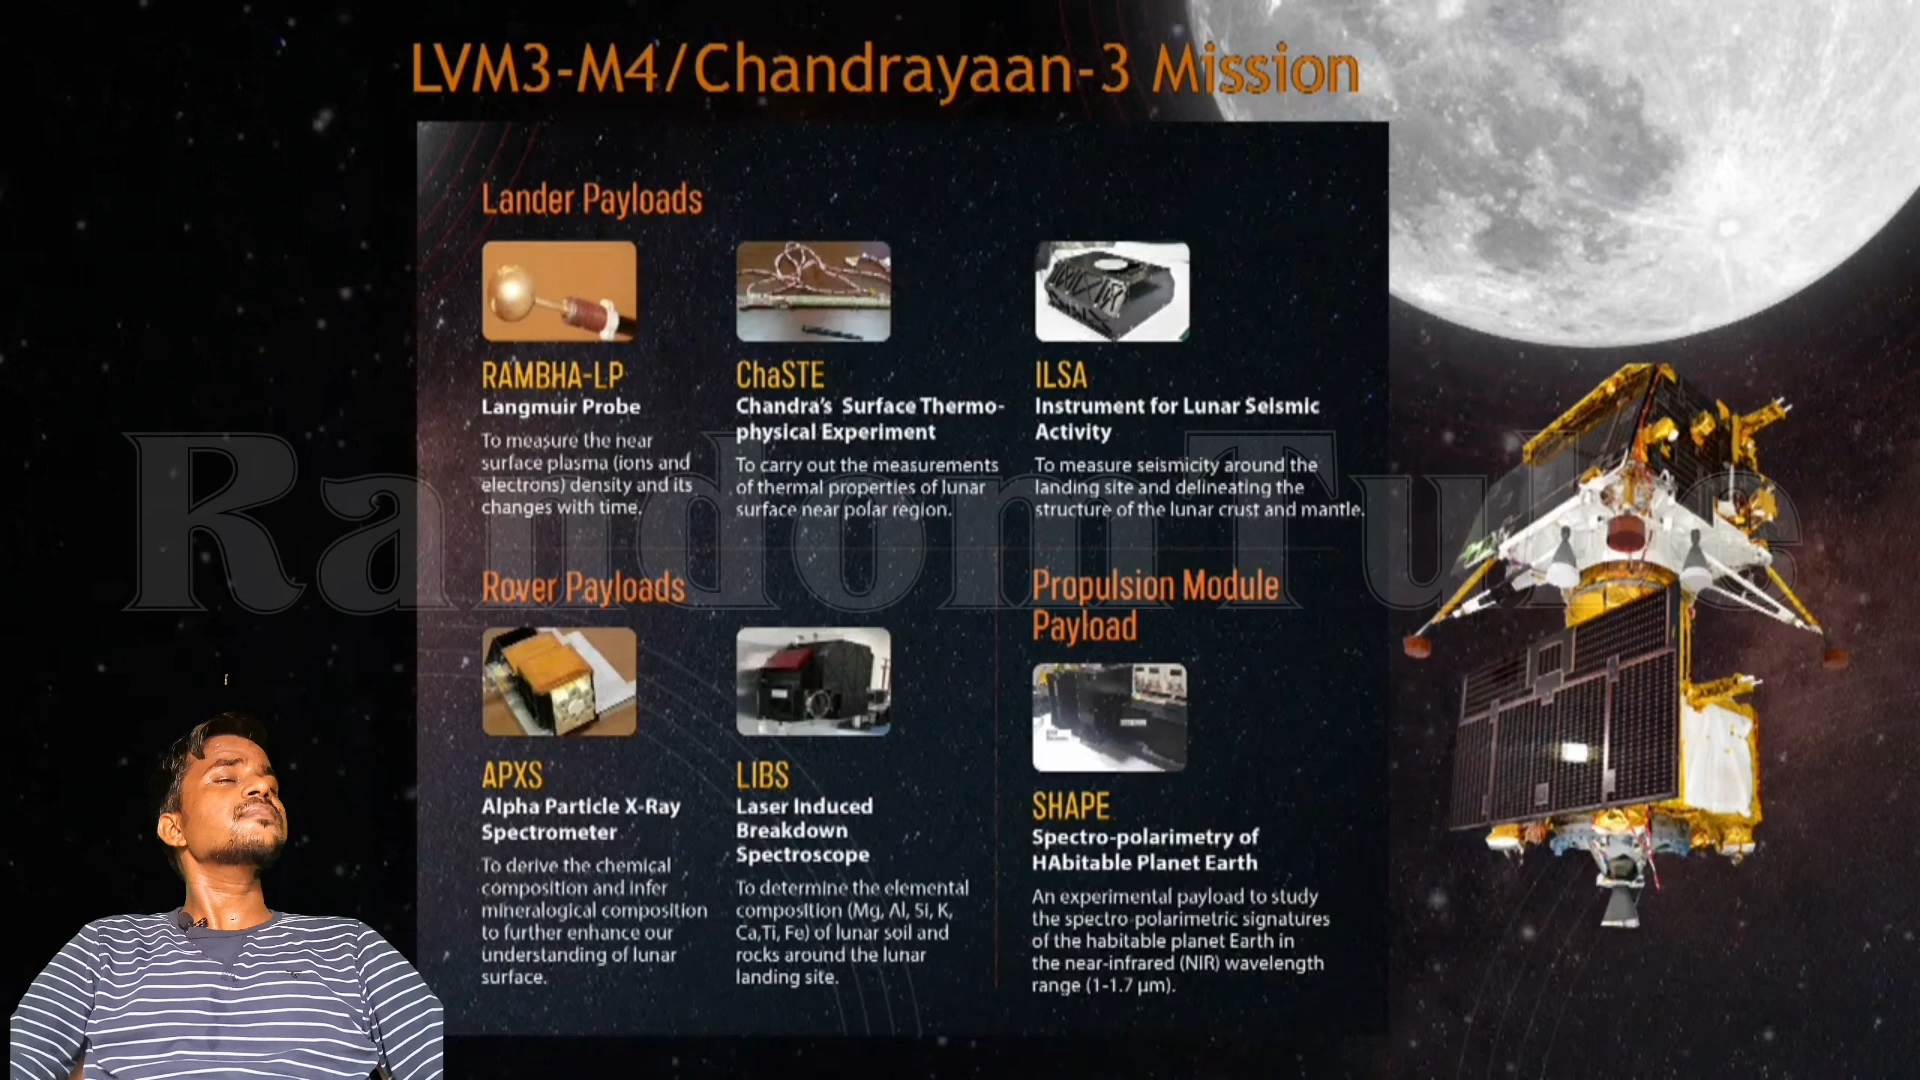 LVM3-M4/Chandrayaan-3 Mission
Lander Payloads
RAMBHA-LP
Langmuir Probe
To measure the near
surface plasma (ions and
electrons) density and its
changes with time.
ChaSTE
Chandra's Surface Thermo-
physical Experiment
To carry out the measurements
of thermal properties of lunar
surface near polar region.
ILSA
Instrument for Lunar Seismic
Activity
To measure seismicity around the
landing site and delineating the
structure of the lunar crust and mantle.
RandomTube
Rover Payloads
APXS
Alpha Particle X-Ray
Spectrometer
To derive the chemical
composition and infer
mineralogical composition
to further enhance our
understanding of lunar
surface.
LIBS
Laser Induced
Breakdown
Spectroscope
To determine the elemental
composition (Mg, Al, Si, K,
Ca,Ti, Fe) of lunar soil and
rocks around the lunar
landing site.
Propulsion Module
Payload
SHAPE
Spectro-polarimetry of
HAbitable Planet Earth
An experimental payload to study
the spectro-polarimetric signatures
of the habitable planet Earth in
the near-infrared (NIR) wavelength
range (1-1.7 μm).